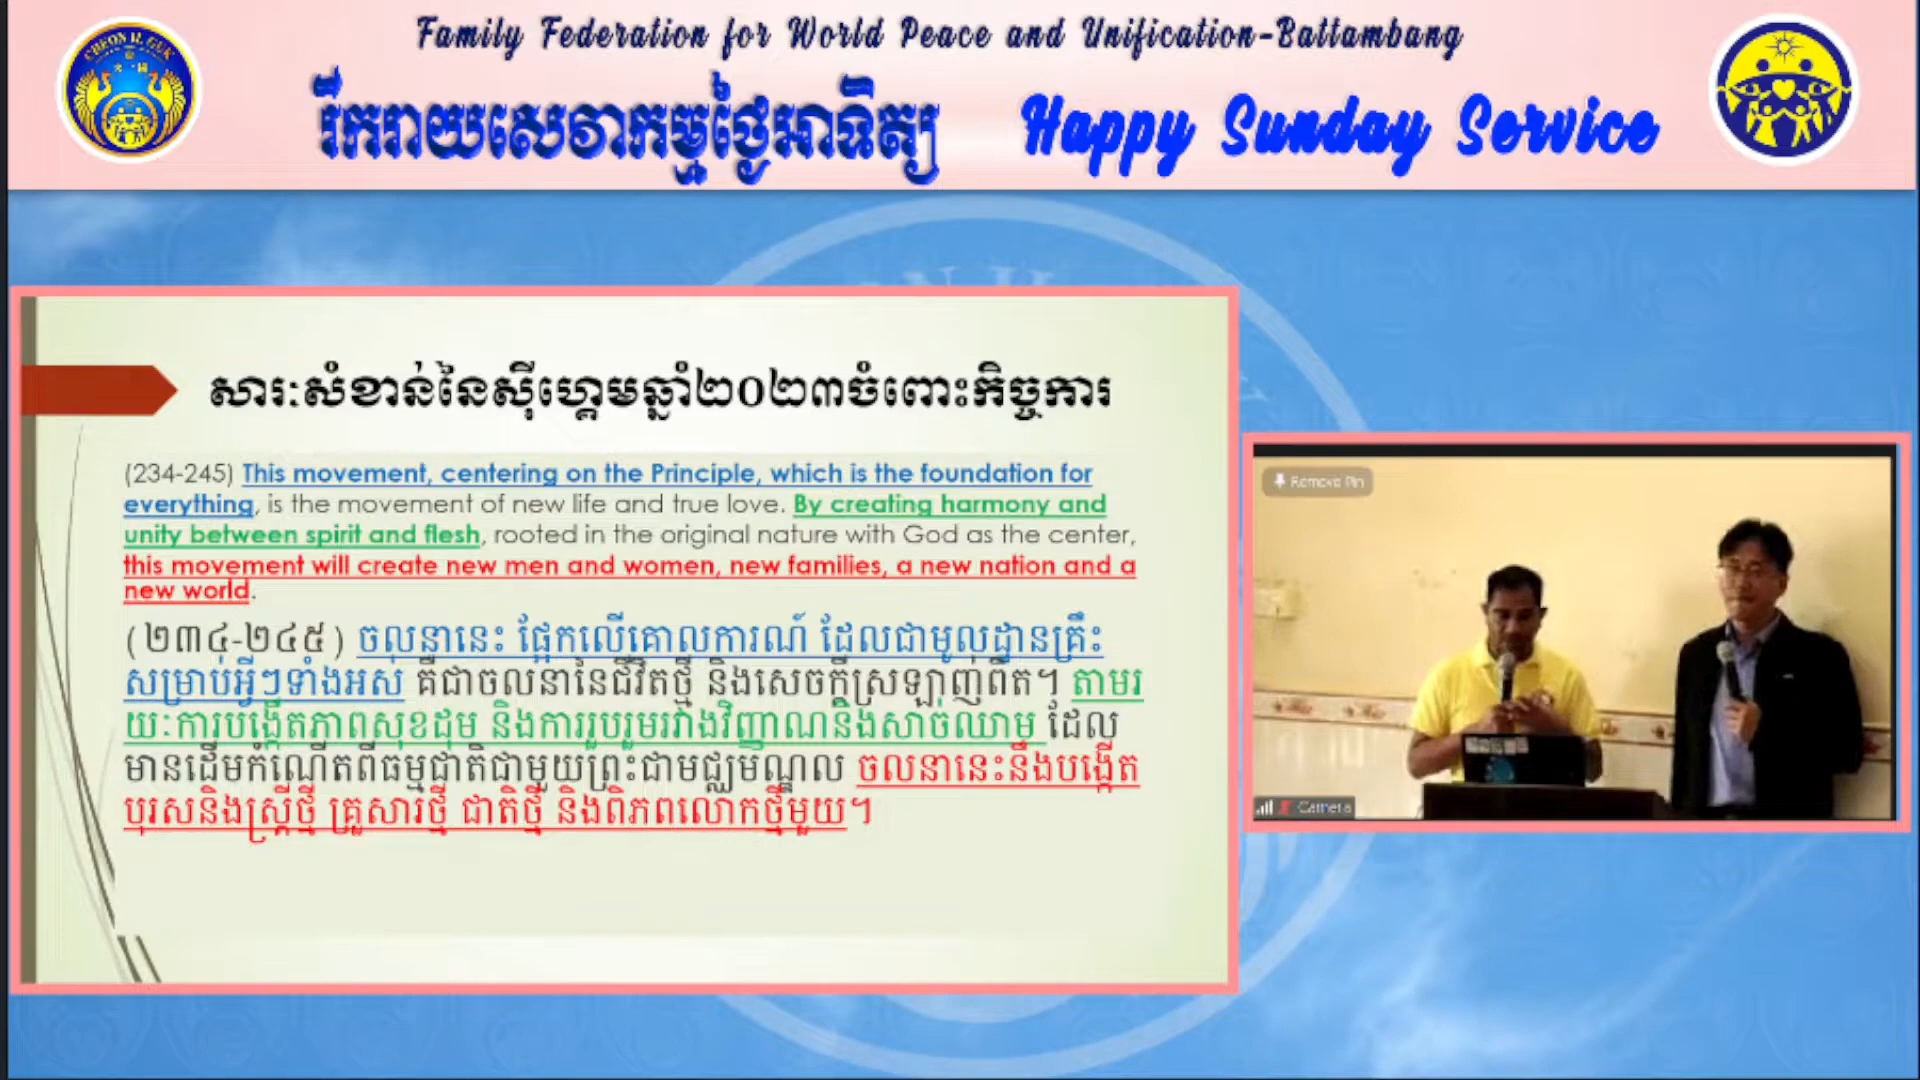 Family Federation for World Peace and Unification-Battambang
រីករាយសេវាកម្មថ្ងៃអាទិត្យ Happy Sunday Service
CHEON IL GUK
សារៈសំខាន់នៃស៊ីហ្គេមឆ្នាំ២០២៣ចំពោះកិច្ចការ
(234-245) This movement, centering on the Principle, which is the foundation for
everything, is the movement of new life and true love. By creating harmony and
unity between spirit and flesh, rooted in the original nature with God as the center,
this movement will create new men and women, new families, a new nation and a
new world.
(២៣៤-២៤៥) ចលនានេះ ផ្អែកលើគោលការណ៍ ដែលជាមូលដ្ឋានគ្រឹះ
សម្រាប់អ្វីៗទាំងអស់ គឺជាចលនានៃជីវិតថ្មី និងសេចក្ដីស្រឡាញ់ពិត។ តាមរ
យៈការបង្កើតភាពសុខដុម និងការរួបរួមរវាងវិញ្ញាណនិងសាច់ឈាម ដែល
មានដើមកំណើតពីធម្មជាតិជាមួយព្រះជាមជ្ឈមណ្ឌល ចលនានេះនឹងបង្កើត
បុរសនិងស្ត្រីថ្មី គ្រួសារថ្មី ជាតិថ្មី និងពិភពលោកថ្មីមួយ។
Remove Pin
Camera